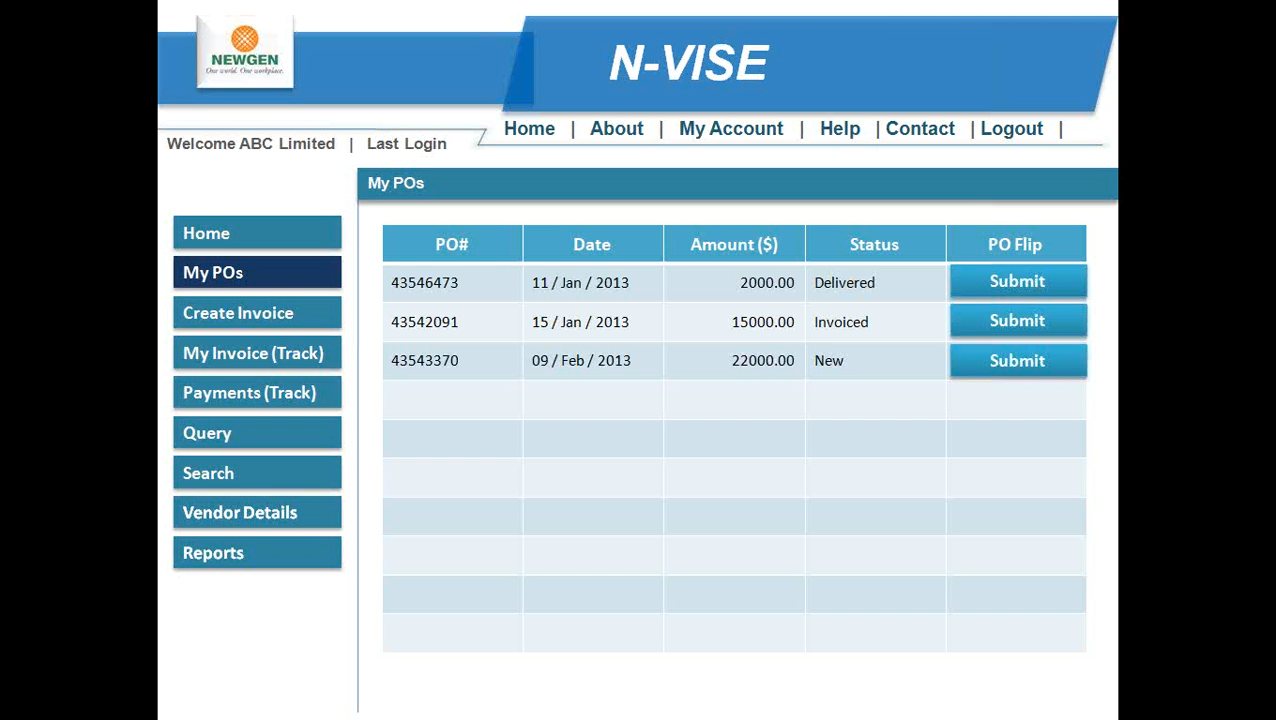 NEWGEN
One world. One workplace.
N-VISE
Home | About | My Account | Help | Contact | Logout |
Welcome ABC Limited | Last Login
My POs
Home
My POs
Create Invoice
My Invoice (Track)
Payments (Track)
Query
Search
Vendor Details
Reports
PO# Date Amount ($) Status PO Flip
43546473 11 / Jan / 2013 2000.00 Delivered Submit
43542091 15 / Jan / 2013 15000.00 Invoiced Submit
43543370 09 / Feb / 2013 22000.00 New Submit